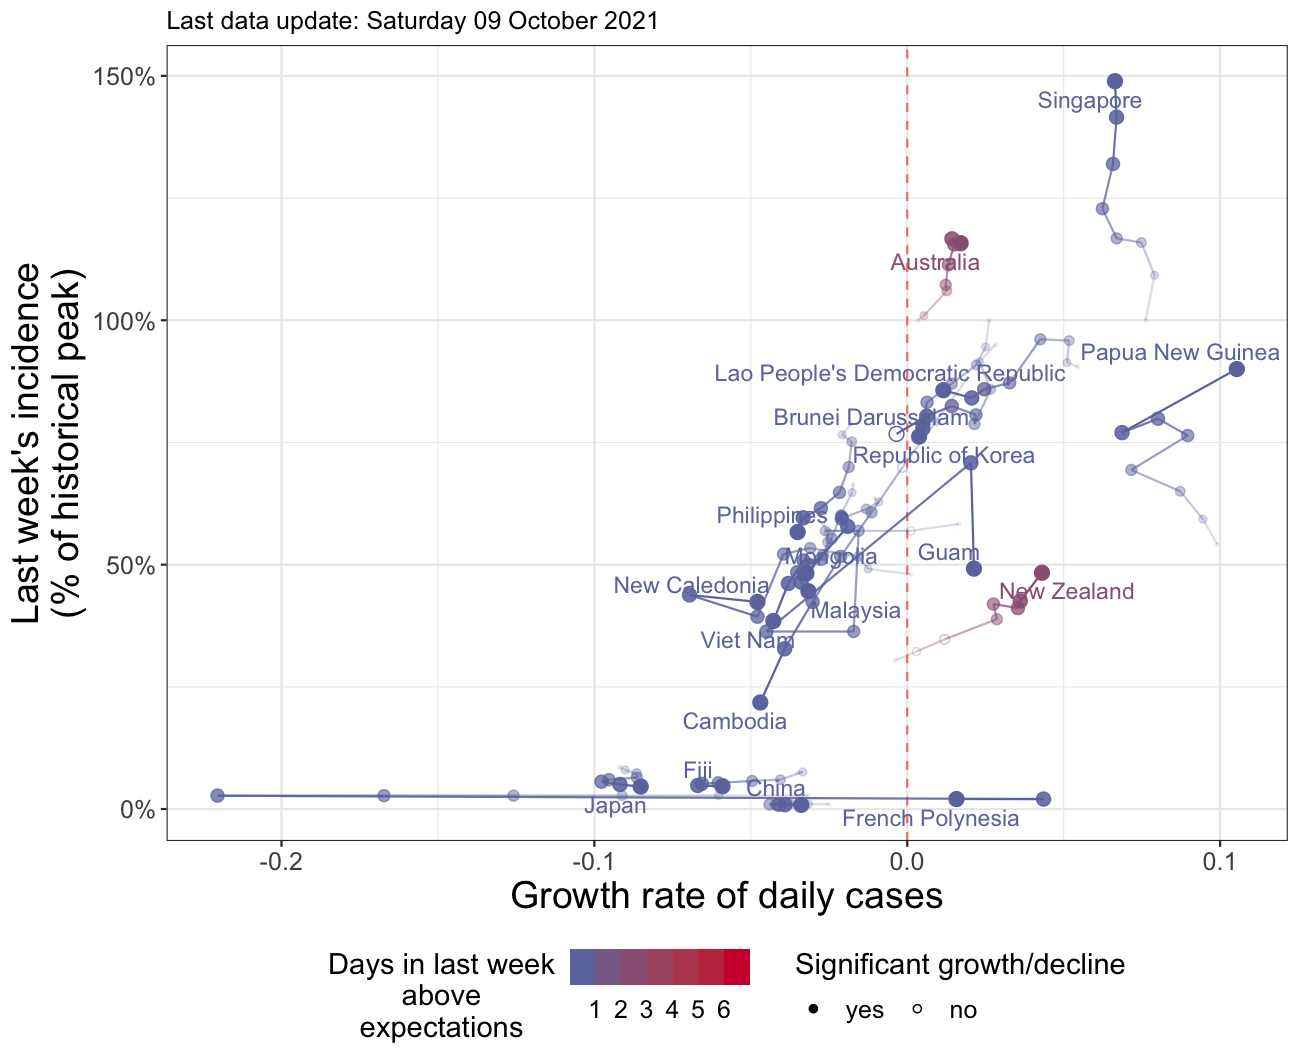 Last data update: Saturday 09 October 2021
150%
100%
50%
0%
Last week's incidence
(% of historical peak)
Singapore
Australia
Papua New Guinea
Lao People's Democratic Republic
Brunei Darussalam
Republic of Korea
Philippines
Mongolia
Guam
New Caledonia
New Zealand
Malaysia
Viet Nam
Cambodia
Fiji
China
Japan
French Polynesia
-0.2
-0.1
0.0
0.1
Growth rate of daily cases
Days in last week
above
expectations
1 2 3 4 5 6
Significant growth/decline
yes
no